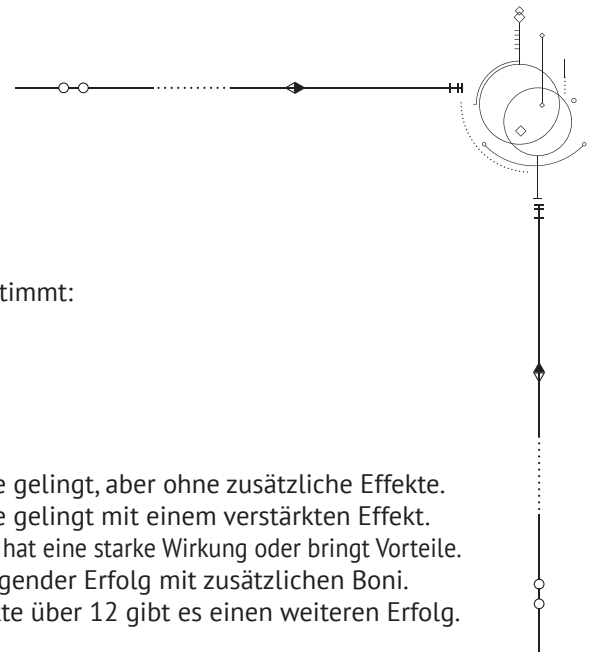 timmt:
e gelingt, aber ohne zusätzliche Effekte.
e gelingt mit einem verstärkten Effekt.
hat eine starke Wirkung oder bringt Vorteile.
gender Erfolg mit zusätzlichen Boni.
te über 12 gibt es einen weiteren Erfolg.